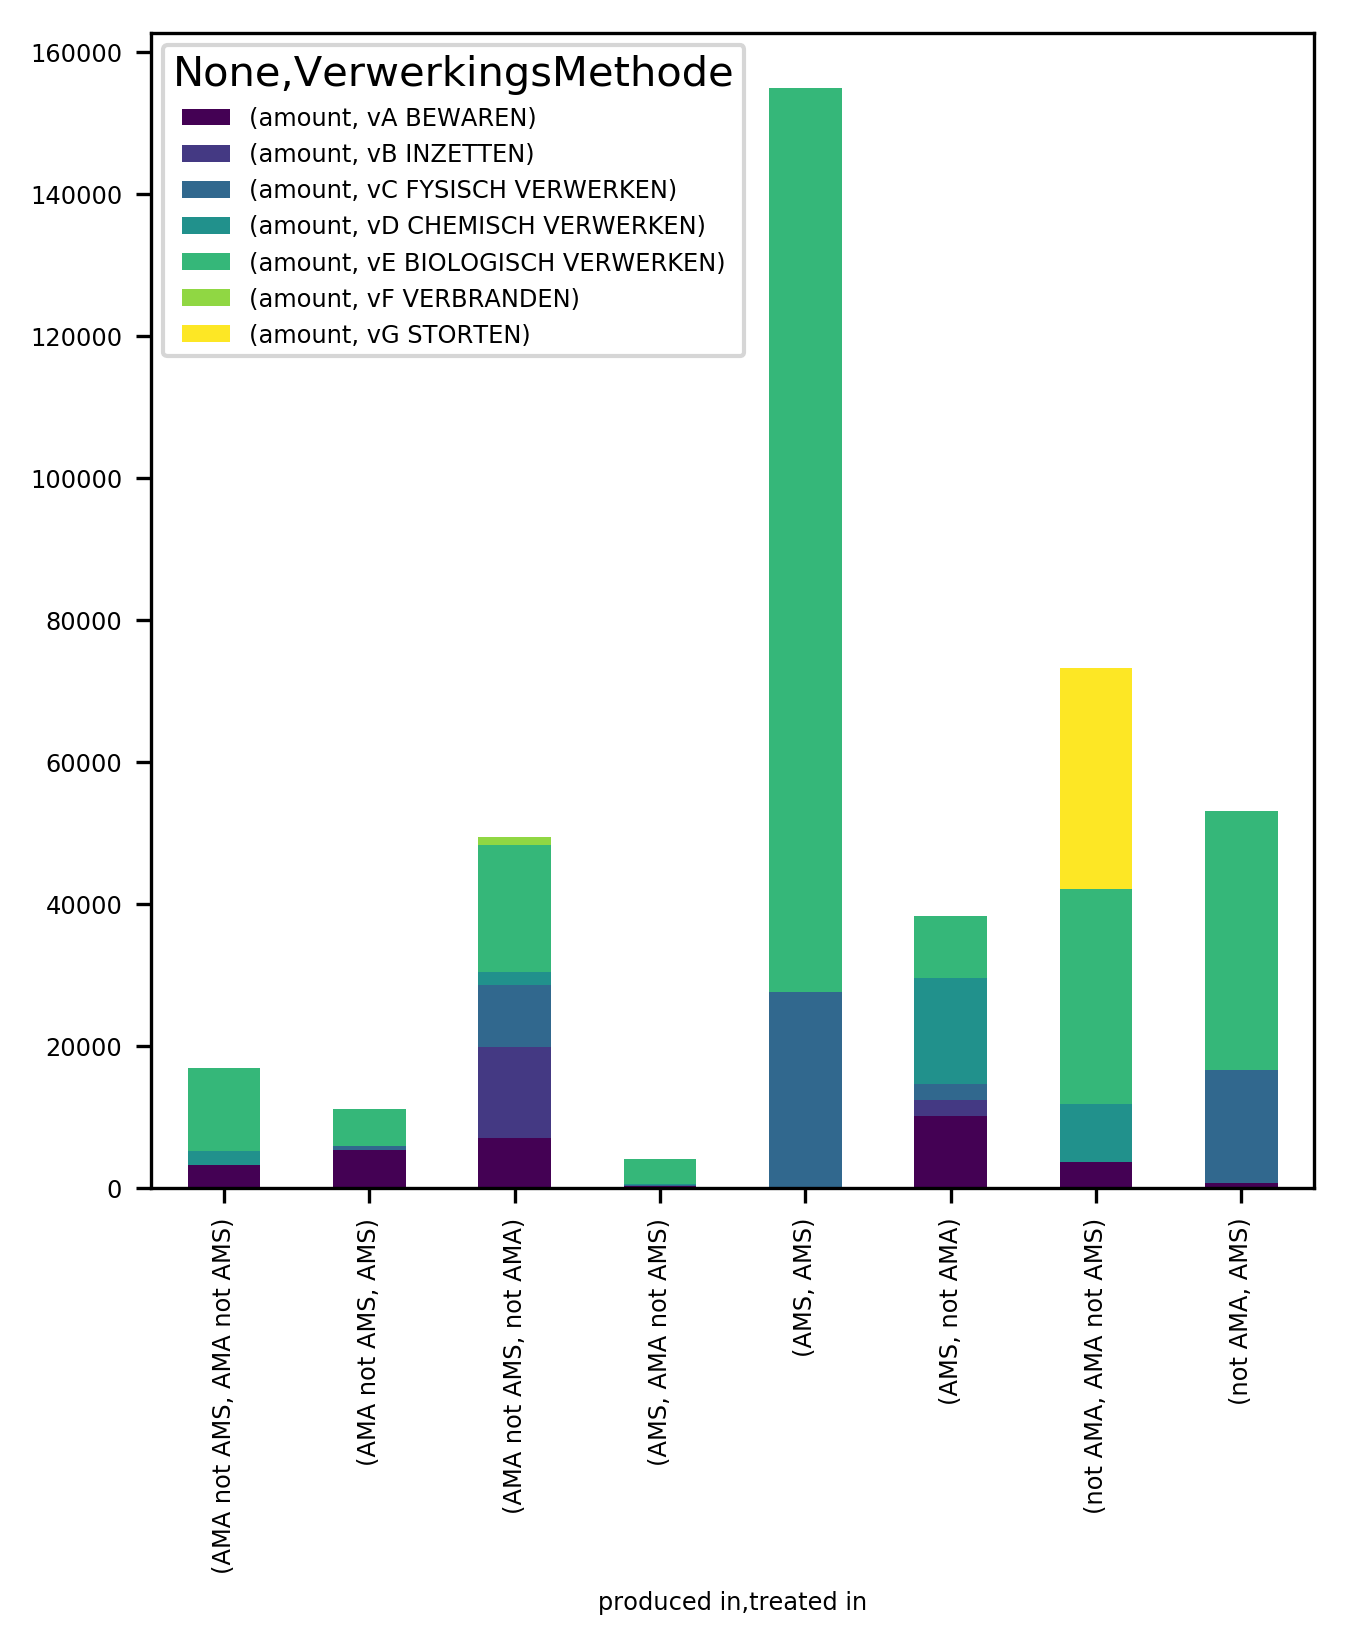 160000
140000
120000
100000
80000
60000
40000
20000
0
None,VerwerkingsMethode
(amount, vA BEWAREN)
(amount, vB INZETTEN)
(amount, vC FYSISCH VERWERKEN)
(amount, vD CHEMISCH VERWERKEN)
(amount, vE BIOLOGISCH VERWERKEN)
(amount, vF VERBRANDEN)
(amount, vG STORTEN)
(AMA not AMS, AMA not AMS)
(AMA not AMS, AMS)
(AMA not AMS, not AMA)
(AMS, AMA not AMS)
(AMS, AMS)
(AMS, not AMA)
(not AMA, AMA not AMS)
(not AMA, AMS)
produced in,treated in